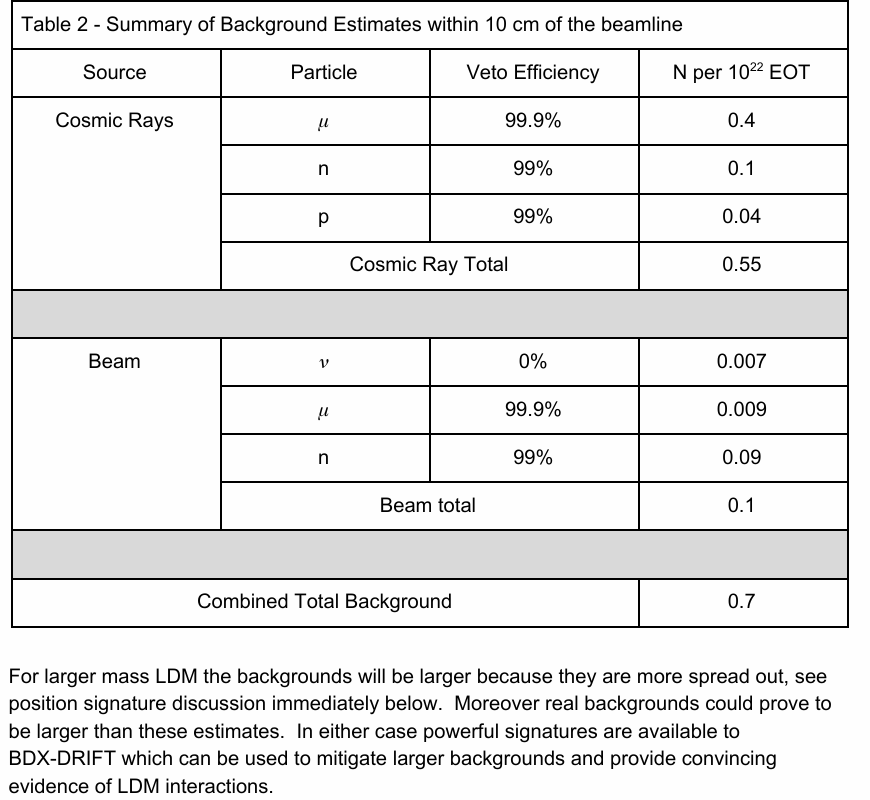 Table 2 - Summary of Background Estimates within 10 cm of the beamline
Source Particle Veto Efficiency N per 10²² EOT
Cosmic Rays μ 99.9% 0.4
n 99% 0.1
p 99% 0.04
Cosmic Ray Total 0.55
Beam ν 0% 0.007
μ 99.9% 0.009
n 99% 0.09
Beam total 0.1
Combined Total Background 0.7
For larger mass LDM the backgrounds will be larger because they are more spread out, see
position signature discussion immediately below.  Moreover real backgrounds could prove to
be larger than these estimates.  In either case powerful signatures are available to
BDX-DRIFT which can be used to mitigate larger backgrounds and provide convincing
evidence of LDM interactions.